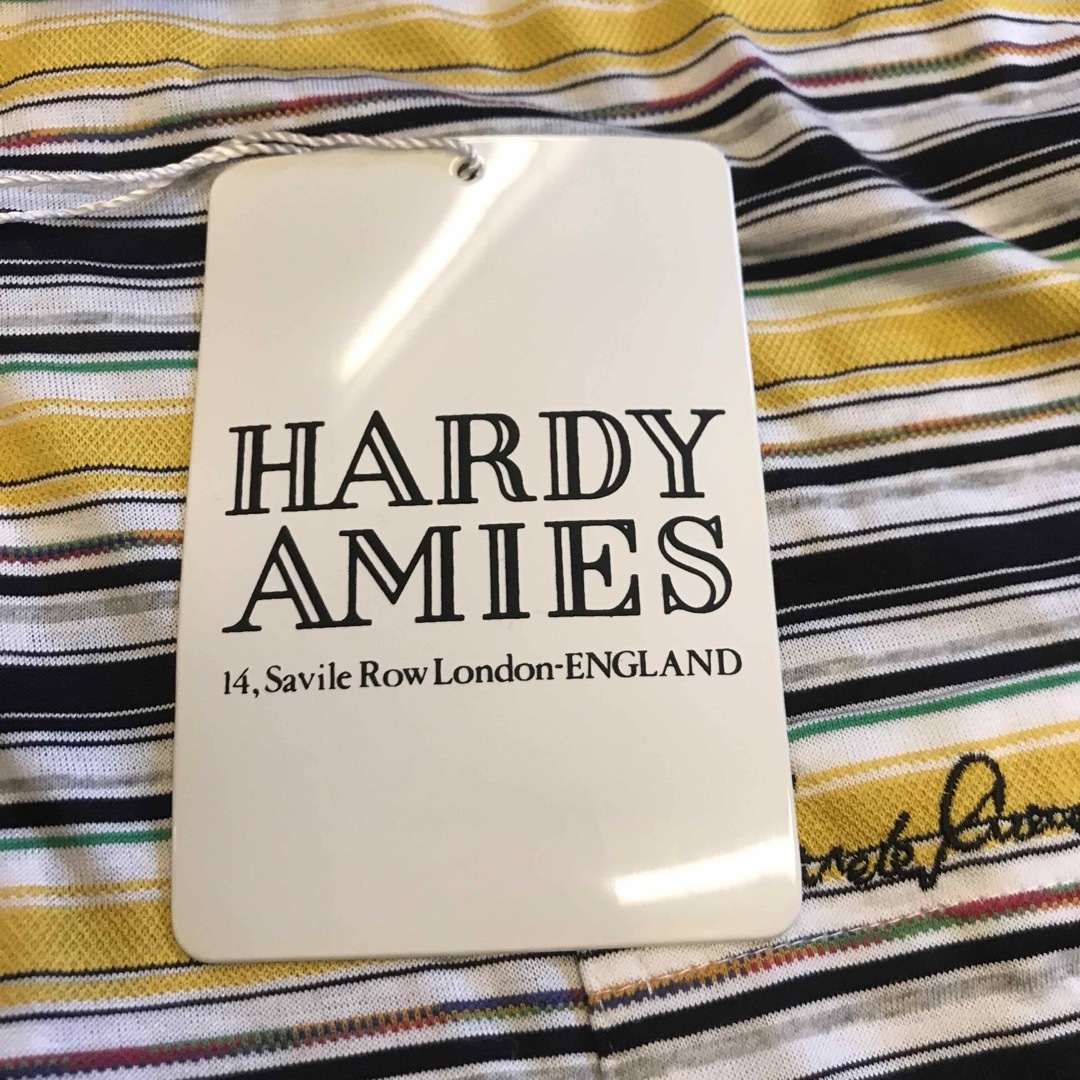 HARDY
AMIES
14, Savile Row London-ENGLAND